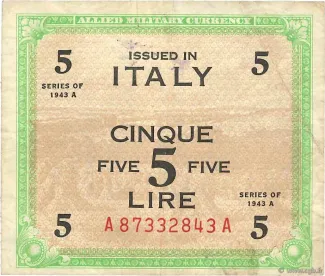 ALLIED MILITARY CURRENCY
5 ISSUED IN 5
ITALY
SERIES OF
1943 A
CINQUE
FIVE 5 FIVE
LIRE
SERIES OF
1943 A
5 5
A 87332843 A